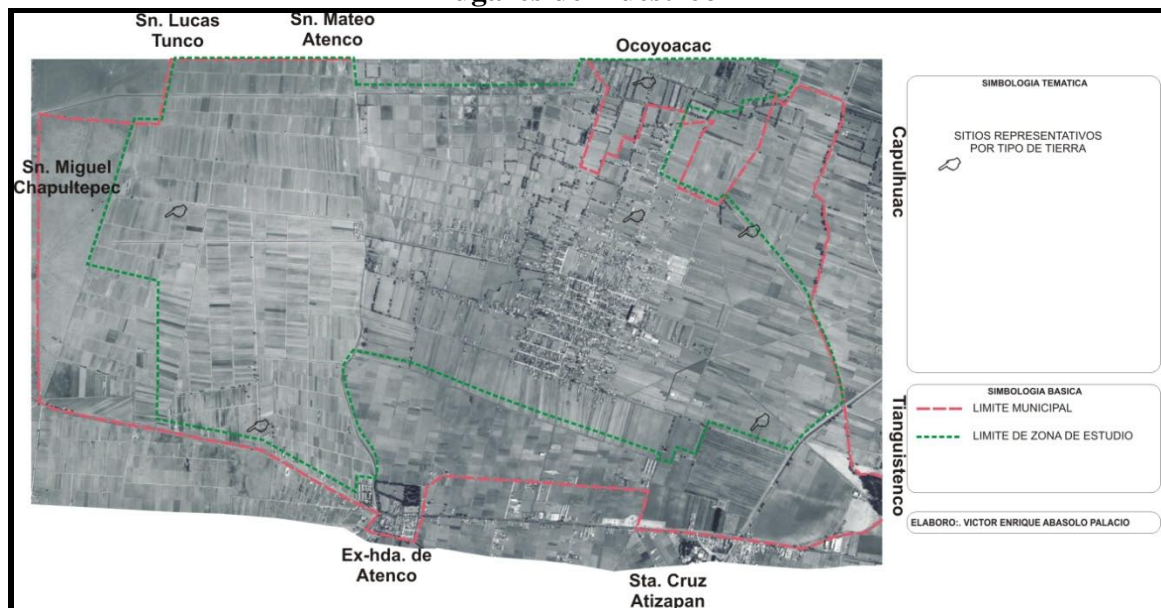 Sn. Lucas
Tunco
Sn. Mateo
Atenco
Ocoyoacac
Sn. Miguel
Chapultepec
Capulhuac
Tianguistenco
Ex-hda. de
Atenco
Sta. Cruz
Atizapan
SIMBOLOGIA TEMATICA
SITIOS REPRESENTATIVOS
POR TIPO DE TIERRA
SIMBOLOGIA BASICA
LIMITE MUNICIPAL
LIMITE DE ZONA DE ESTUDIO
ELABORO:. VICTOR ENRIQUE ABASOLO PALACIO